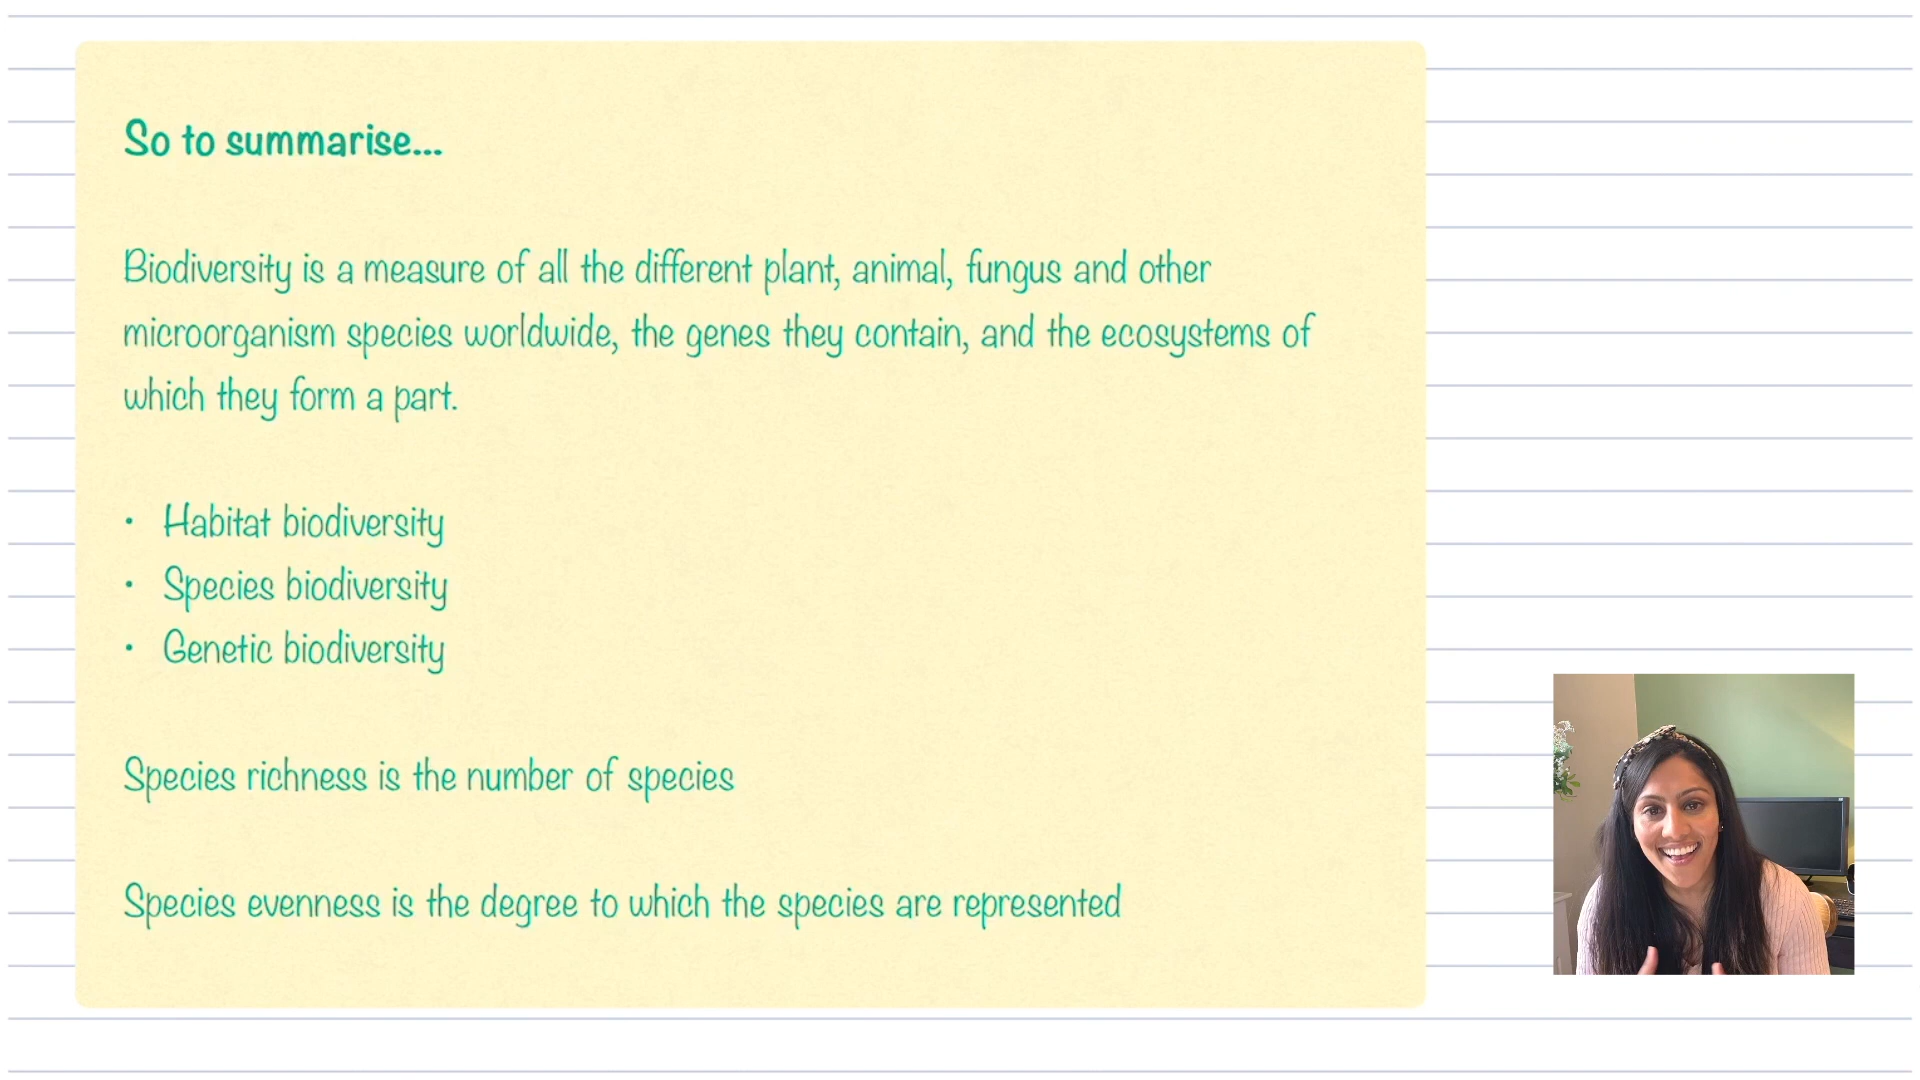 So to summarise...
Biodiversity is a measure of all the different plant, animal, fungus and other
microorganism species worldwide, the genes they contain, and the ecosystems of
which they form a part.
• Habitat biodiversity
• Species biodiversity
• Genetic biodiversity
Species richness is the number of species
Species evenness is the degree to which the species are represented